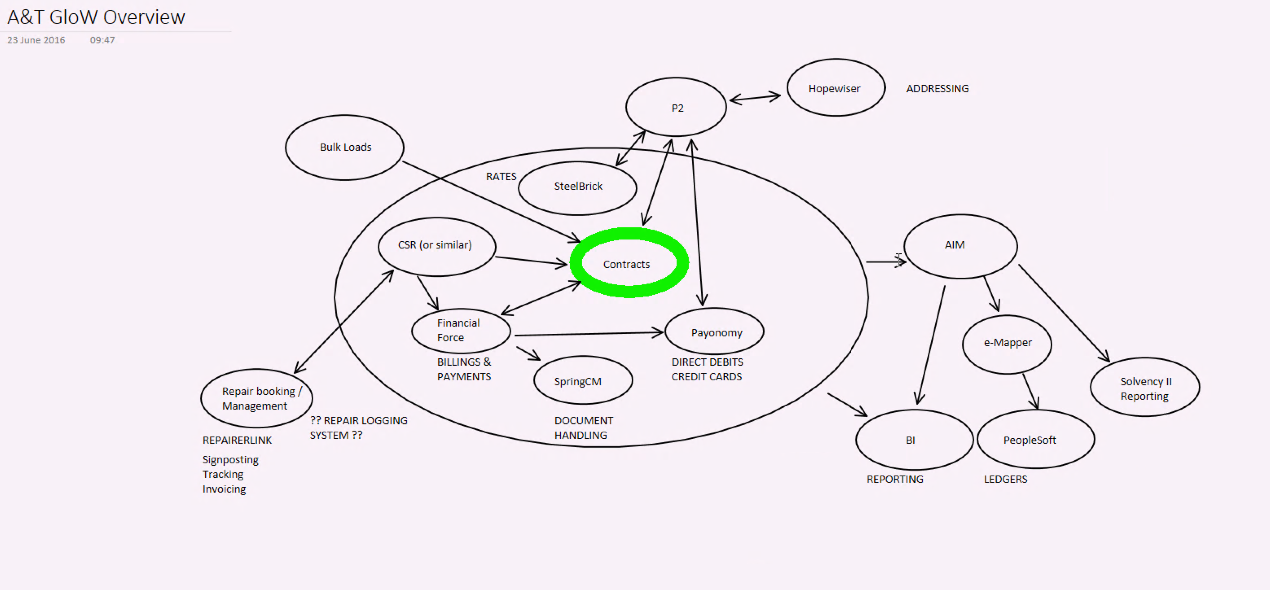 A&T GloW Overview
23 June 2016 09:47
Hopewiser
ADDRESSING
P2
Bulk Loads
RATES
SteelBrick
CSR (or similar)
Contracts
AIM
Financial
Force
BILLINGS &
PAYMENTS
Payonomy
DIRECT DEBITS
CREDIT CARDS
e-Mapper
SpringCM
DOCUMENT
HANDLING
Solvency II
Reporting
Repair booking /
Management
?? REPAIR LOGGING
SYSTEM ??
REPAIRERLINK
Signposting
Tracking
Invoicing
BI
REPORTING
PeopleSoft
LEDGERS